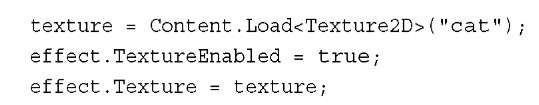 texture = Content.Load<Texture2D>("cat");
effect.TextureEnabled = true;
effect.Texture = texture;